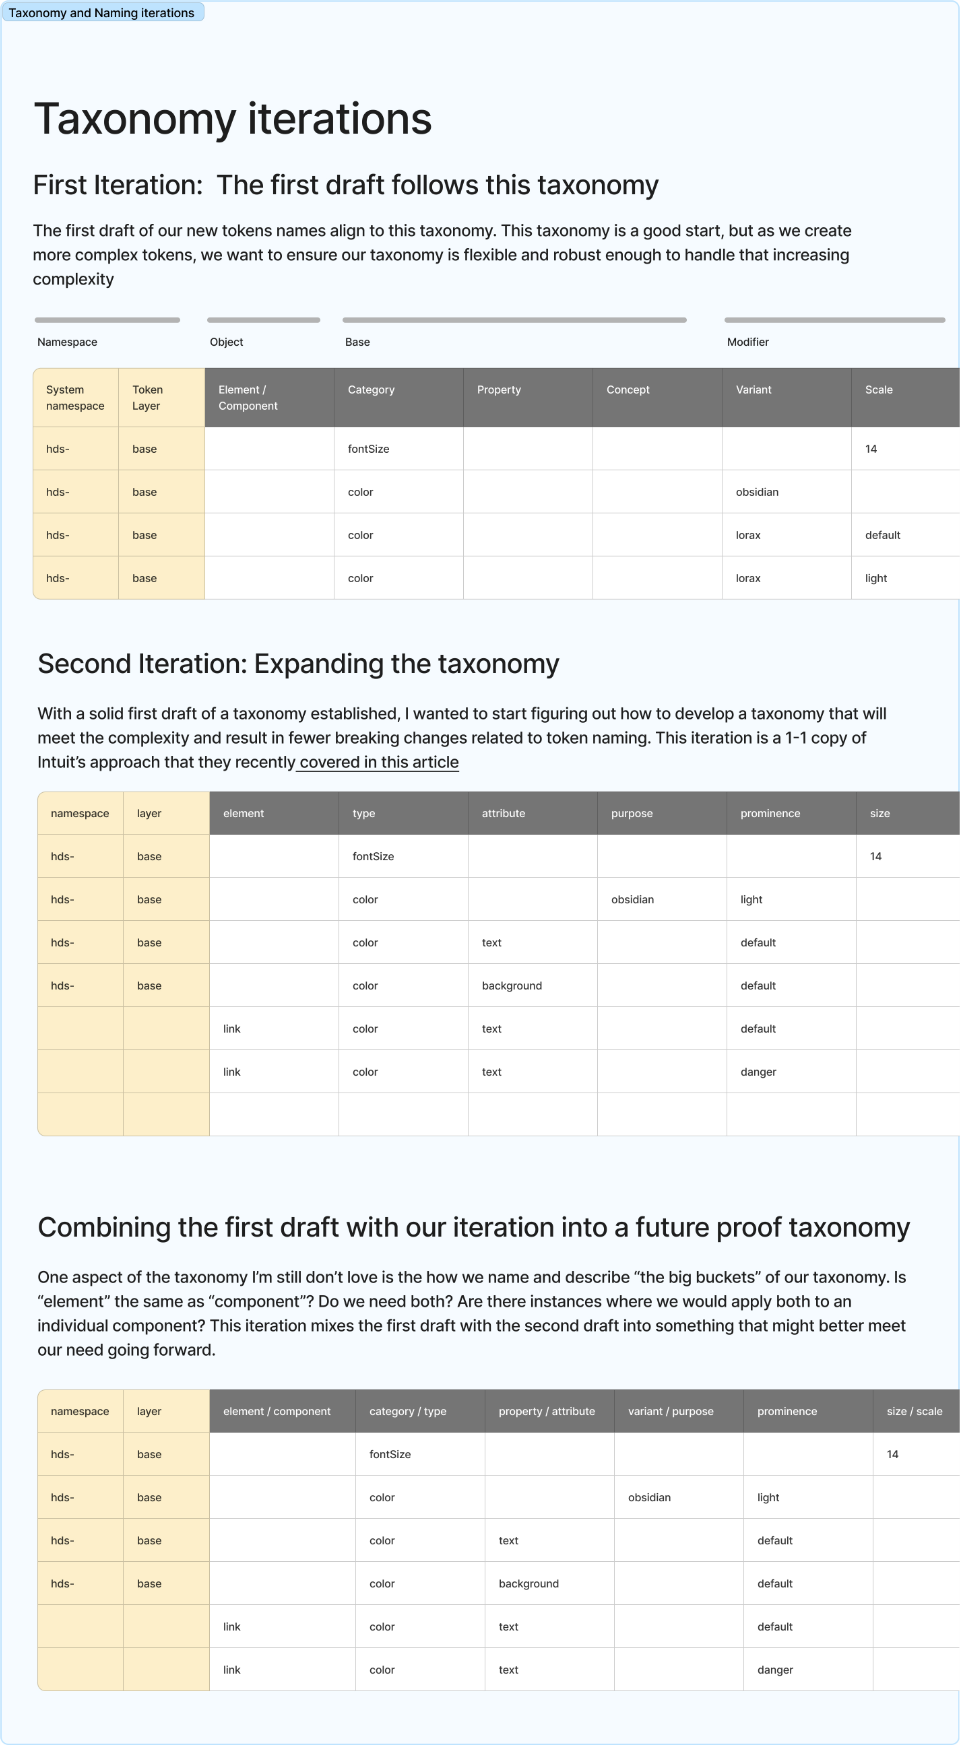 Taxonomy and Naming iterations
Taxonomy iterations
First Iteration:  The first draft follows this taxonomy
The first draft of our new tokens names align to this taxonomy. This taxonomy is a good start, but as we create
more complex tokens, we want to ensure our taxonomy is flexible and robust enough to handle that increasing
complexity
Namespace Object Base Modifier
System namespace Token Layer Element / Component Category Property Concept Variant Scale
hds- base fontSize 14
hds- base color obsidian
hds- base color lorax default
hds- base color lorax light
Second Iteration: Expanding the taxonomy
With a solid first draft of a taxonomy established, I wanted to start figuring out how to develop a taxonomy that will
meet the complexity and result in fewer breaking changes related to token naming. This iteration is a 1-1 copy of
Intuit’s approach that they recently covered in this article
namespace layer element type attribute purpose prominence size
hds- base fontSize 14
hds- base color obsidian light
hds- base color text default
hds- base color background default
link color text default
link color text danger
Combining the first draft with our iteration into a future proof taxonomy
One aspect of the taxonomy I’m still don’t love is the how we name and describe “the big buckets” of our taxonomy. Is
“element” the same as “component”? Do we need both? Are there instances where we would apply both to an
individual component? This iteration mixes the first draft with the second draft into something that might better meet
our need going forward.
namespace layer element / component category / type property / attribute variant / purpose prominence size / scale
hds- base fontSize 14
hds- base color obsidian light
hds- base color text default
hds- base color background default
link color text default
link color text danger